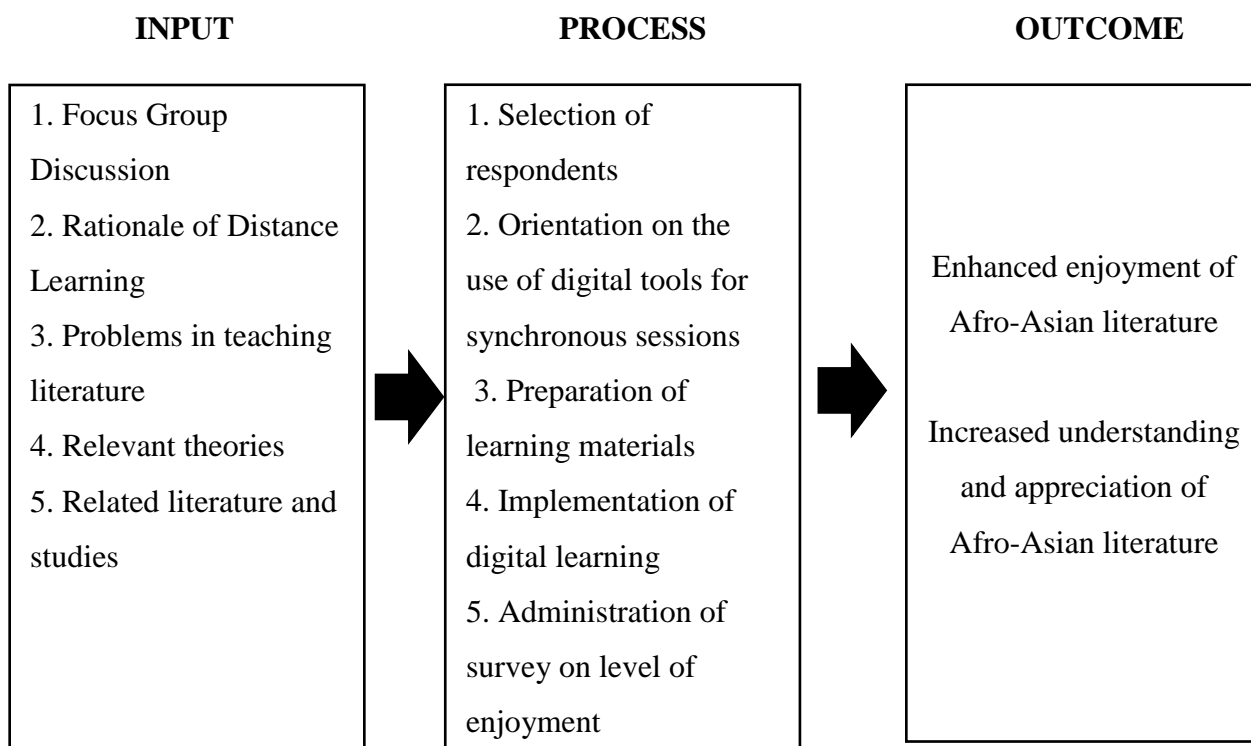 INPUT
PROCESS
OUTCOME
1. Focus Group
Discussion
2. Rationale of Distance
Learning
3. Problems in teaching
literature
4. Relevant theories
5. Related literature and
studies
1. Selection of
respondents
2. Orientation on the
use of digital tools for
synchronous sessions
3. Preparation of
learning materials
4. Implementation of
digital learning
5. Administration of
survey on level of
enjoyment
Enhanced enjoyment of
Afro-Asian literature
Increased understanding
and appreciation of
Afro-Asian literature